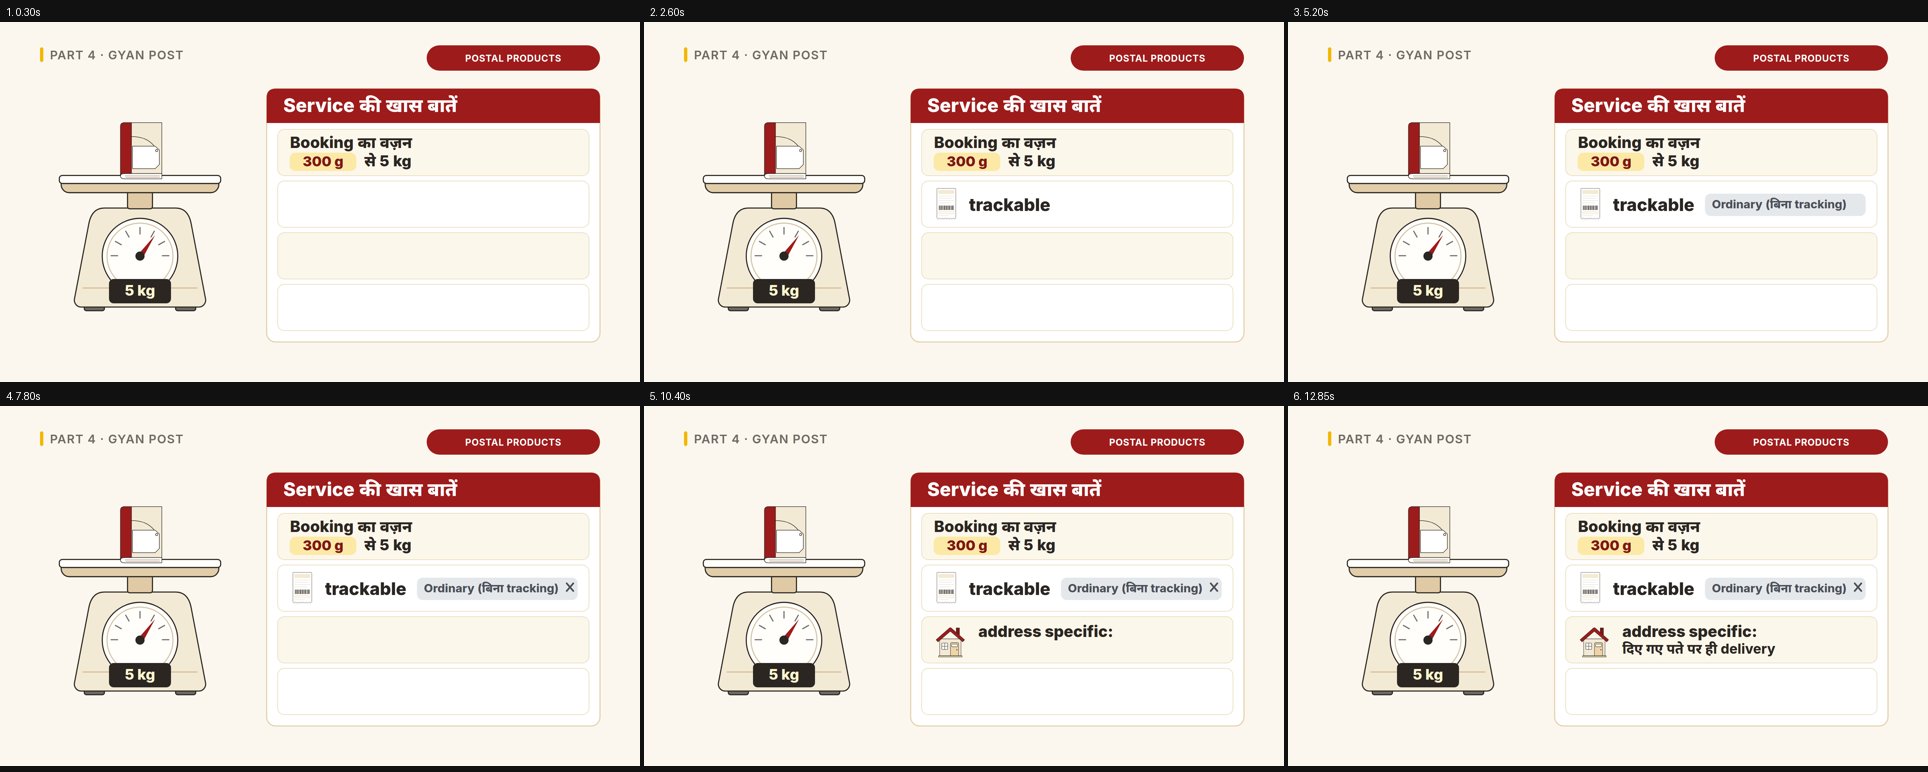 1. 0.30s
PART 4 · GYAN POST
POSTAL PRODUCTS
Service की खास बातें
Booking का वज़न
300 g से 5 kg
5 kg
2. 2.60s
PART 4 · GYAN POST
POSTAL PRODUCTS
Service की खास बातें
Booking का वज़न
300 g से 5 kg
trackable
5 kg
3. 5.20s
PART 4 · GYAN POST
POSTAL PRODUCTS
Service की खास बातें
Booking का वज़न
300 g से 5 kg
trackable Ordinary (बिना tracking)
5 kg
4. 7.80s
PART 4 · GYAN POST
POSTAL PRODUCTS
Service की खास बातें
Booking का वज़न
300 g से 5 kg
trackable Ordinary (बिना tracking) ✕
5 kg
5. 10.40s
PART 4 · GYAN POST
POSTAL PRODUCTS
Service की खास बातें
Booking का वज़न
300 g से 5 kg
trackable Ordinary (बिना tracking) ✕
address specific:
5 kg
6. 12.85s
PART 4 · GYAN POST
POSTAL PRODUCTS
Service की खास बातें
Booking का वज़न
300 g से 5 kg
trackable Ordinary (बिना tracking) ✕
address specific:
दिए गए पते पर ही delivery
5 kg